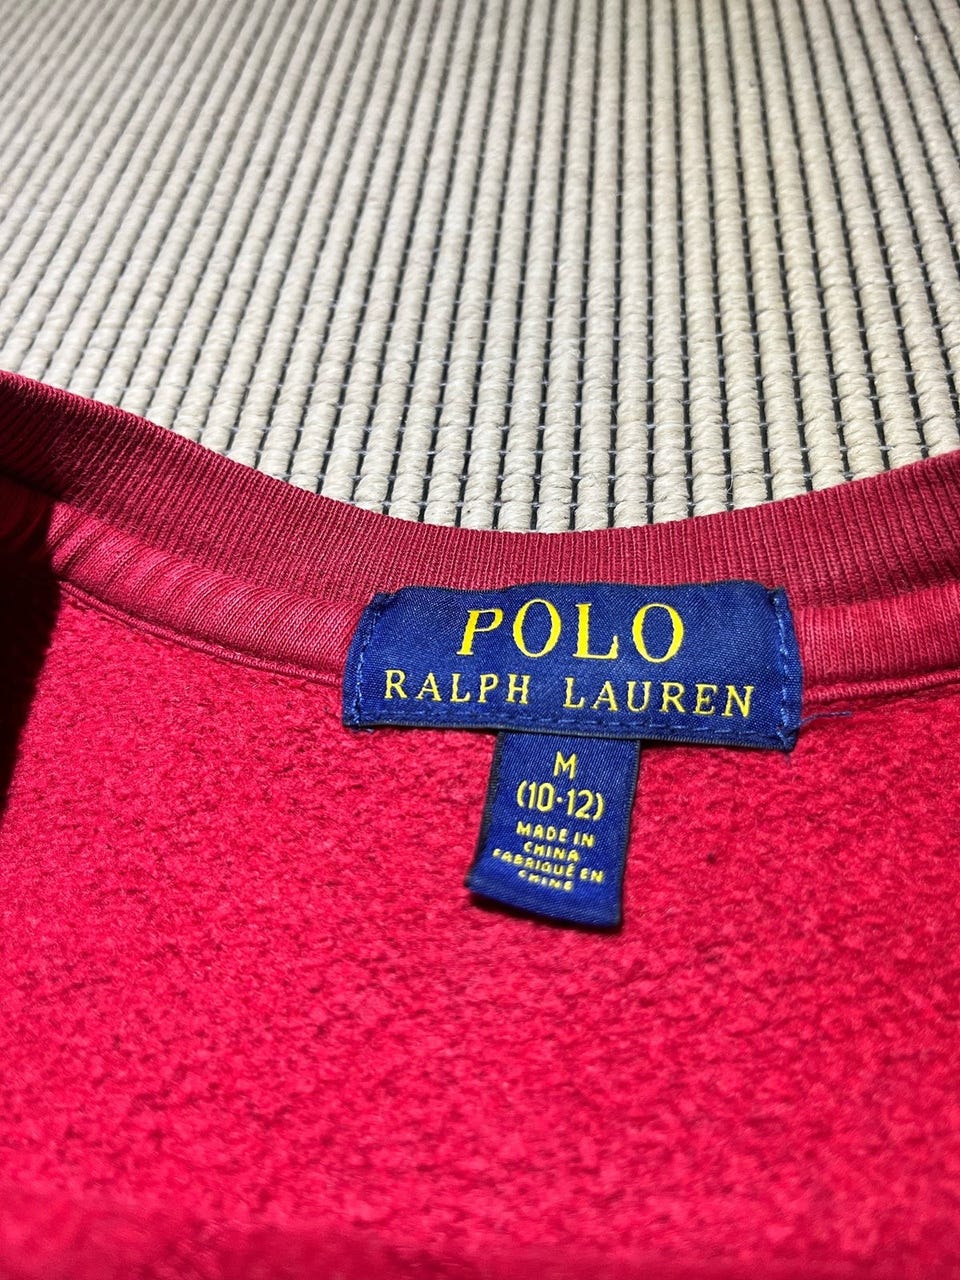 POLO
RALPH LAUREN
M
(10-12)
MADE IN
CHINA
FABRIQUÉ EN
CHINE